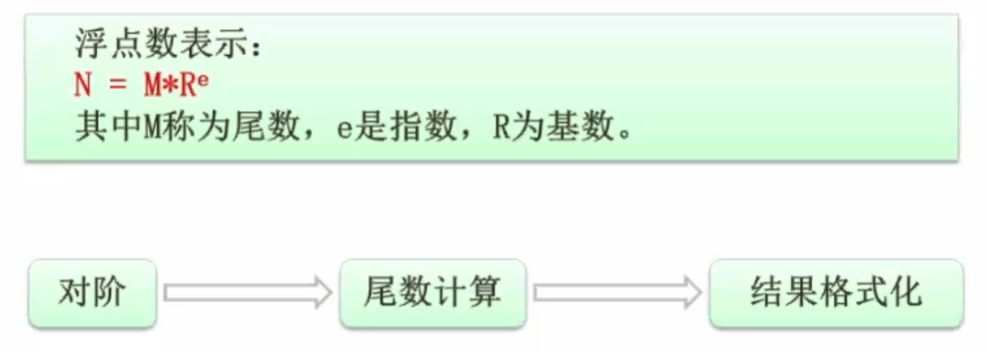 浮点数表示：
N = M*Rᵉ
其中M称为尾数，e是指数，R为基数。
对阶
尾数计算
结果格式化